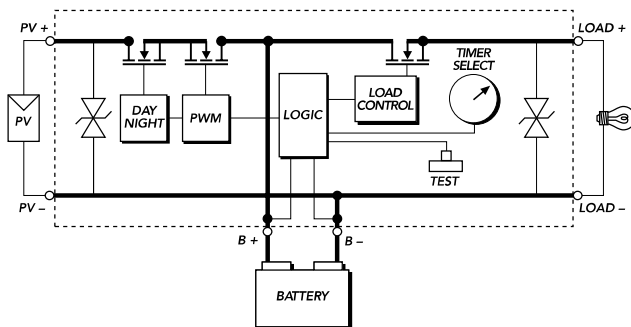 PV +
LOAD +
TIMER
SELECT
PV
DAY
NIGHT
PWM
LOGIC
LOAD
CONTROL
TEST
PV –
LOAD –
B +
B –
BATTERY